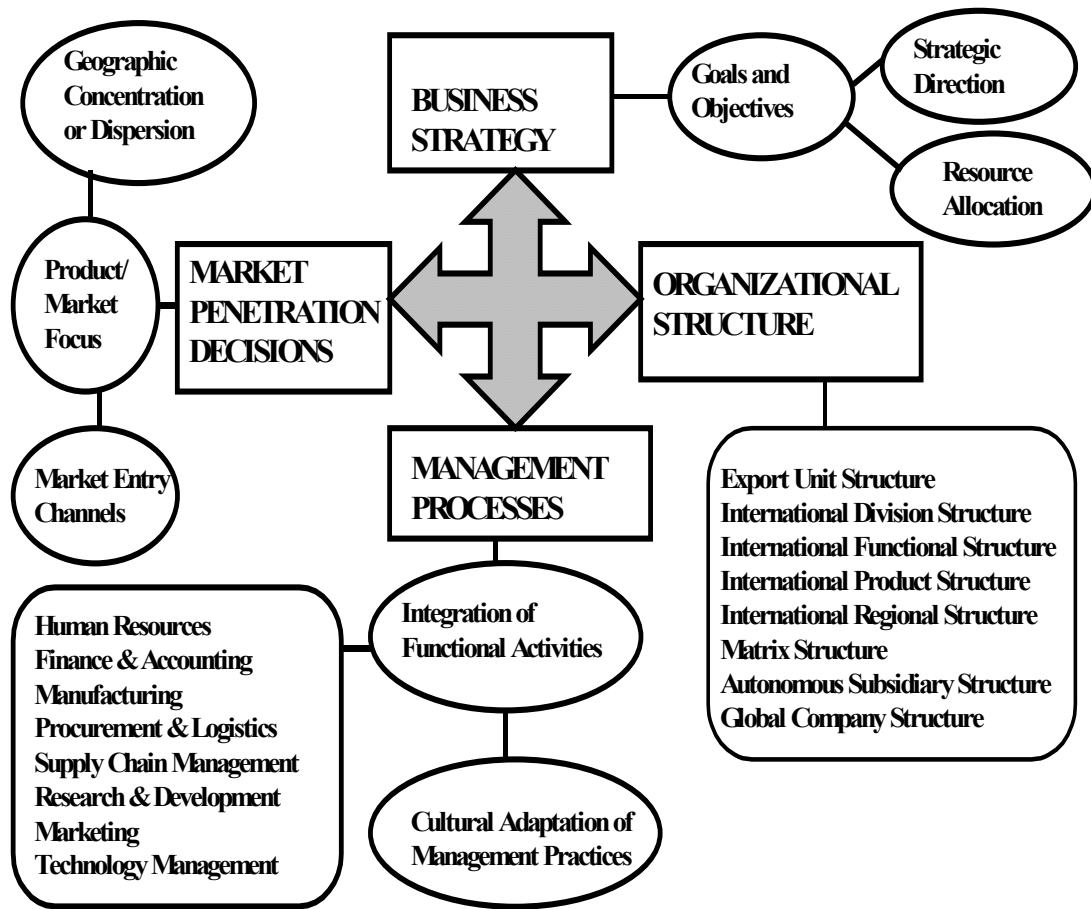 Geographic
Concentration
or Dispersion
BUSINESS
STRATEGY
Goals and
Objectives
Strategic
Direction
Resource
Allocation
Product/
Market
Focus
MARKET
PENETRATION
DECISIONS
ORGANIZATIONAL
STRUCTURE
Market Entry
Channels
MANAGEMENT
PROCESSES
Export Unit Structure
International Division Structure
International Functional Structure
International Product Structure
International Regional Structure
Matrix Structure
Autonomous Subsidiary Structure
Global Company Structure
Integration of
Functional Activities
Human Resources
Finance & Accounting
Manufacturing
Procurement & Logistics
Supply Chain Management
Research & Development
Marketing
Technology Management
Cultural Adaptation of
Management Practices